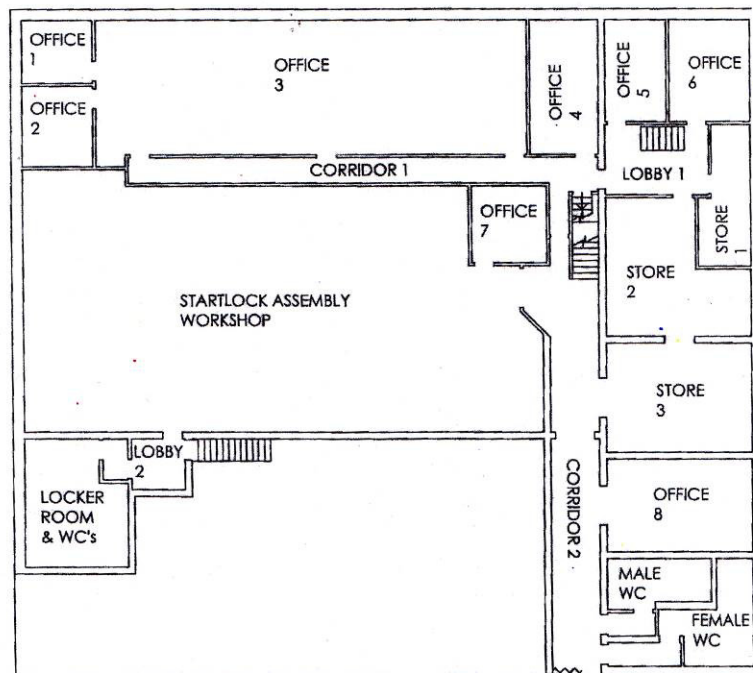 OFFICE
1
OFFICE
2
OFFICE
3
OFFICE
4
OFFICE
5
OFFICE
6
CORRIDOR 1
LOBBY 1
OFFICE
7
STORE
1
STORE
2
STARTLOCK ASSEMBLY
WORKSHOP
STORE
3
LOBBY
2
LOCKER
ROOM
& WC's
CORRIDOR 2
OFFICE
8
MALE
WC
FEMALE
WC